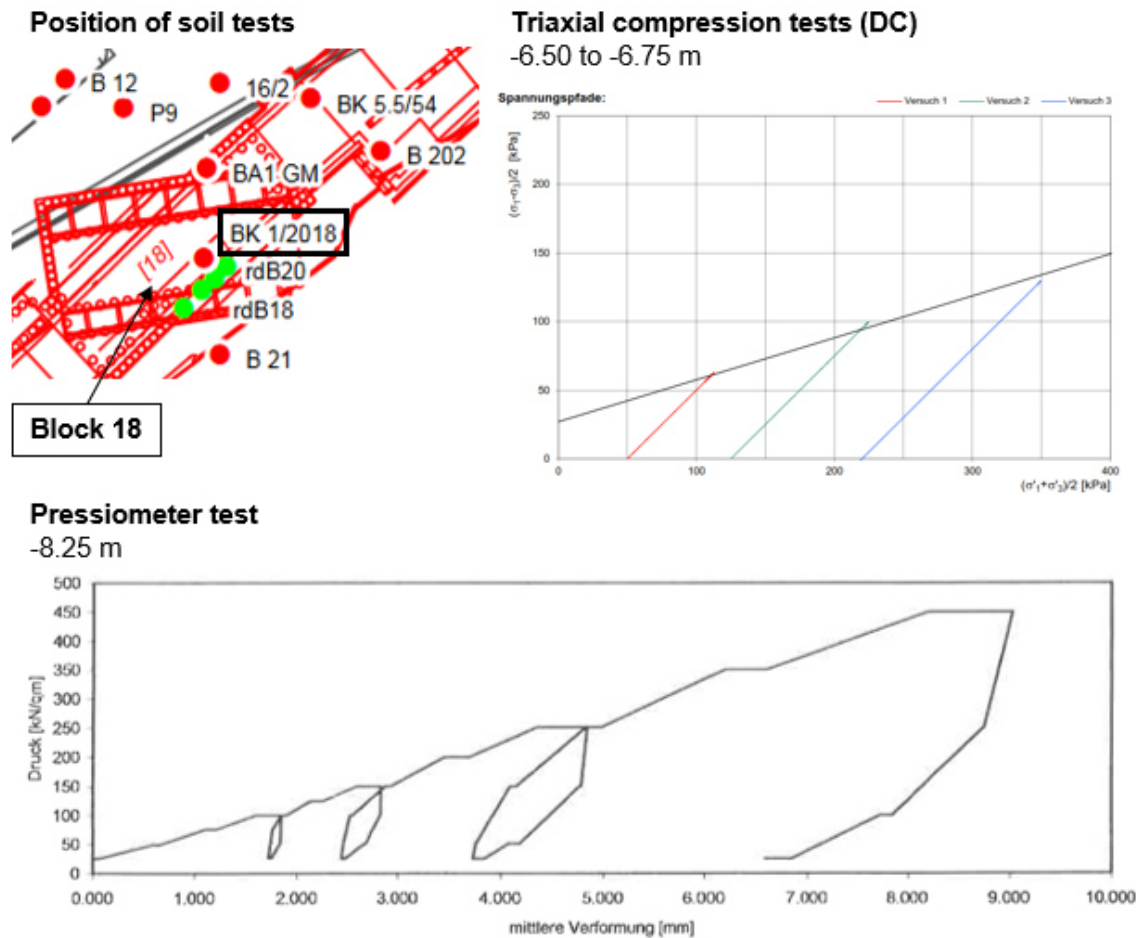 Position of soil tests
B 12
16/2
P9
BK 5.5/54
B 202
BA1 GM
BK 1/2018
[18]
rdB20
rdB18
B 21
Block 18
Triaxial compression tests (DC)
-6.50 to -6.75 m
Spannungspfade:
Versuch 1
Versuch 2
Versuch 3
(σ₁-σ₃)/2 [kPa]
250
200
150
100
50
0
0
100
200
300
400
(σ'₁+σ'₃)/2 [kPa]
Pressiometer test
-8.25 m
Druck [kN/qm]
500
450
400
350
300
250
200
150
100
50
0
0.000
1.000
2.000
3.000
4.000
5.000
6.000
7.000
8.000
9.000
10.000
mittlere Verformung [mm]